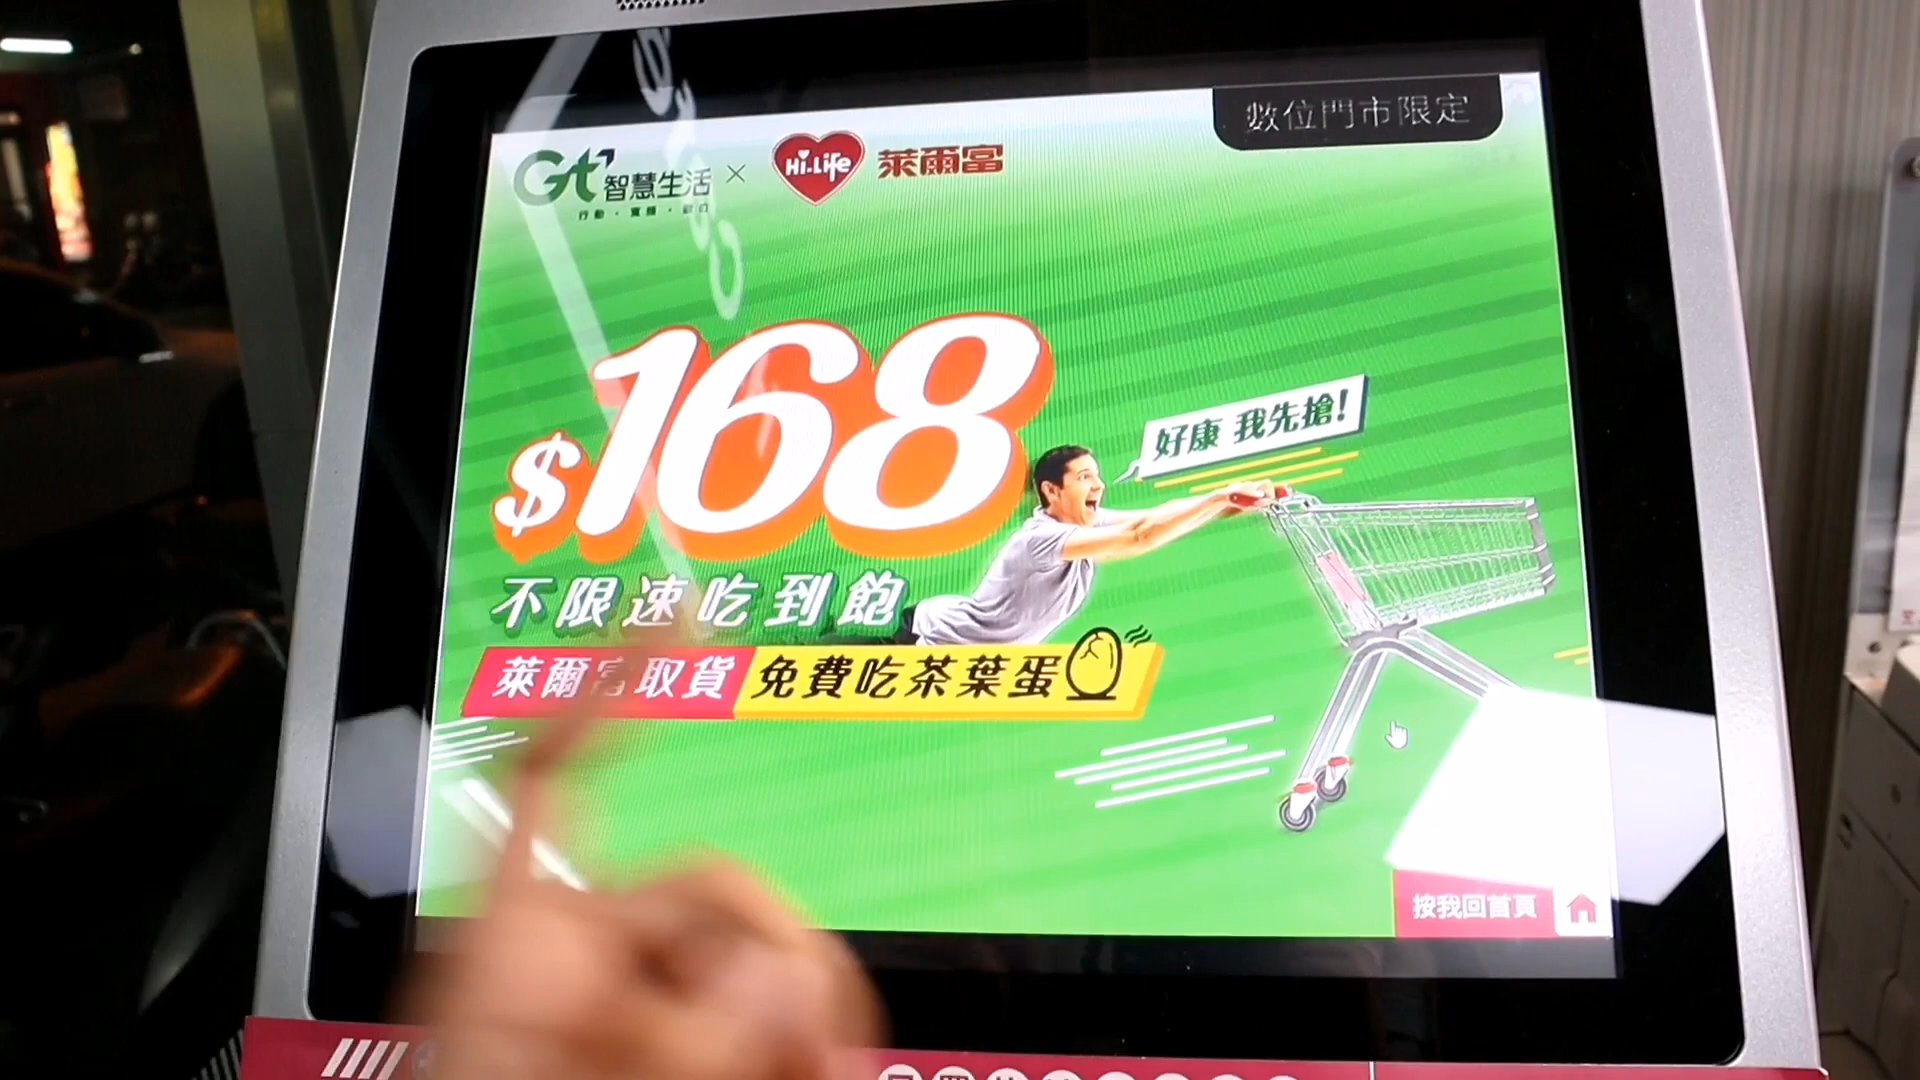 數位門市限定
Gt智慧生活 × Hi-Life 萊爾富
行動
$168
好康 我先搶!
不限速吃到飽
萊爾富取貨 免費吃茶葉蛋
按我回首頁